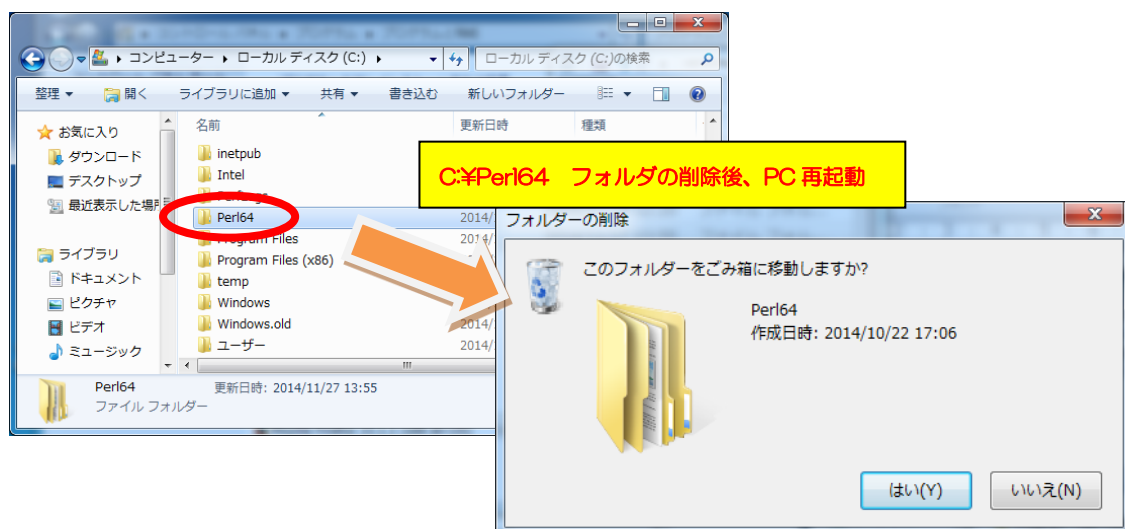 コンピューター ▸ ローカル ディスク (C:) ▸
ローカル ディスク (C:)の検索
整理 ▼ 開く ライブラリに追加 ▼ 共有 ▼ 書き込む 新しいフォルダー
お気に入り
ダウンロード
デスクトップ
最近表示した場所
ライブラリ
ドキュメント
ピクチャ
ビデオ
ミュージック
名前 更新日時 種類
inetpub
Intel
Perl64 2014/
Program Files 2014/
Program Files (x86)
temp
Windows
Windows.old 2014/
ユーザー 2014/
Perl64 更新日時: 2014/11/27 13:55
ファイル フォルダー
C:¥Perl64 フォルダの削除後、PC 再起動
フォルダーの削除
このフォルダーをごみ箱に移動しますか?
Perl64
作成日時: 2014/10/22 17:06
はい(Y) いいえ(N)